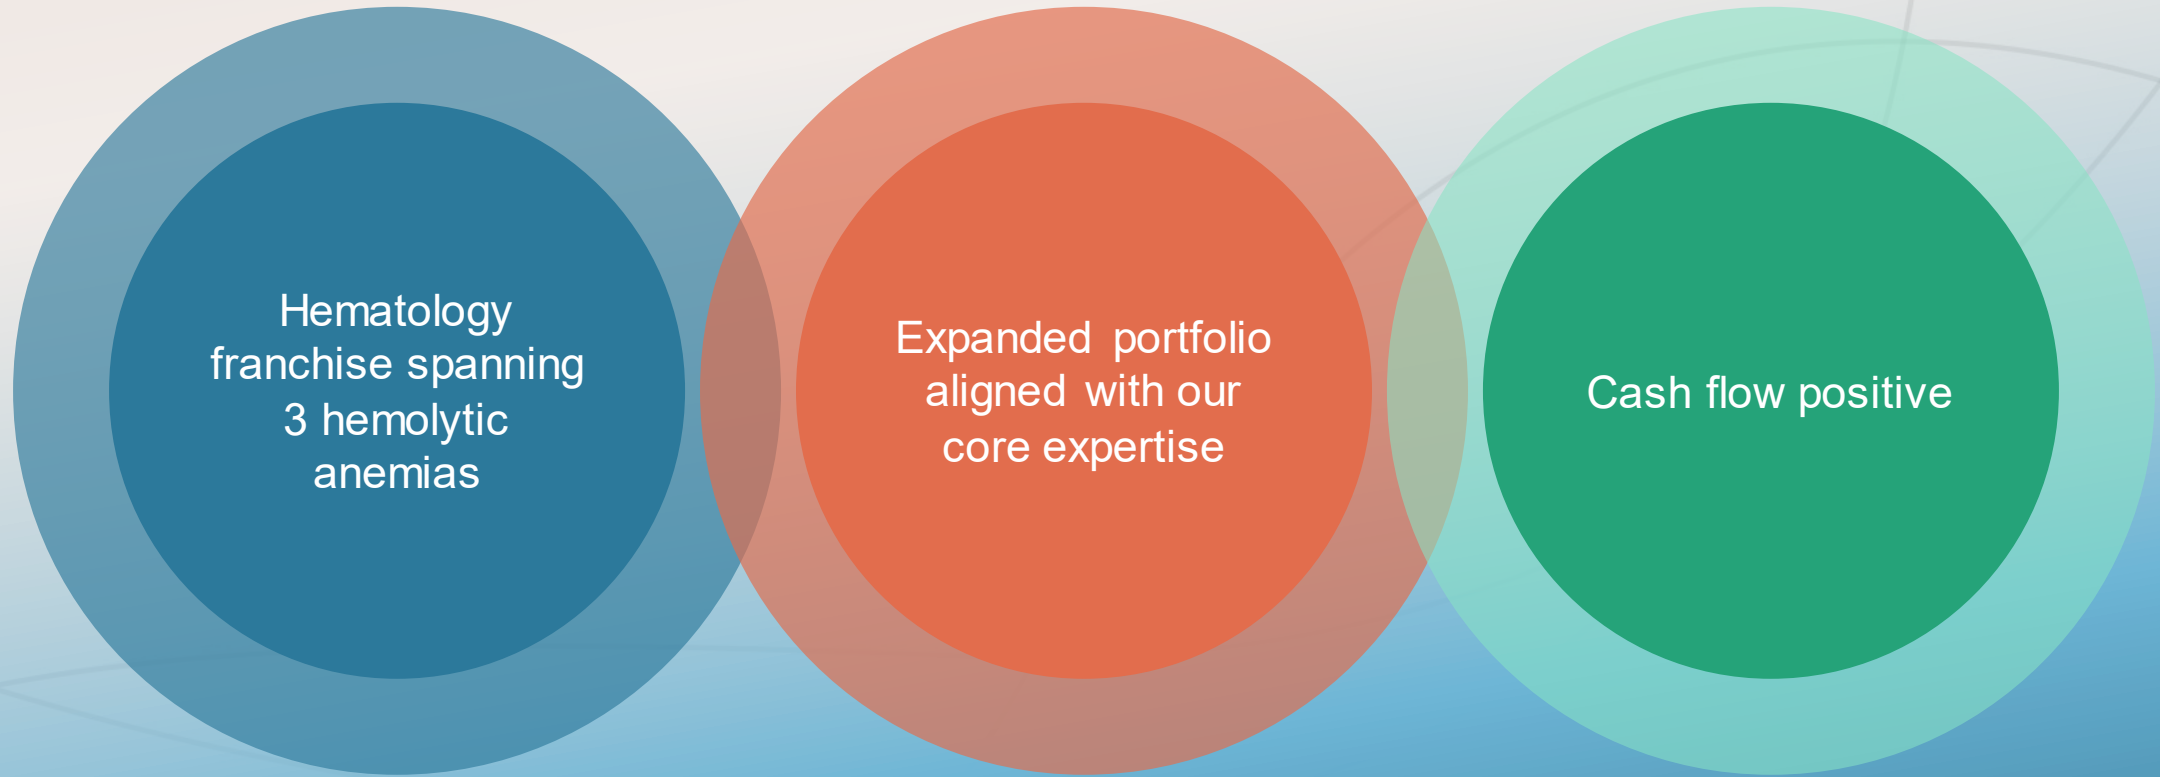 Hematology
franchise spanning
3 hemolytic
anemias
Expanded portfolio
aligned with our
core expertise
Cash flow positive